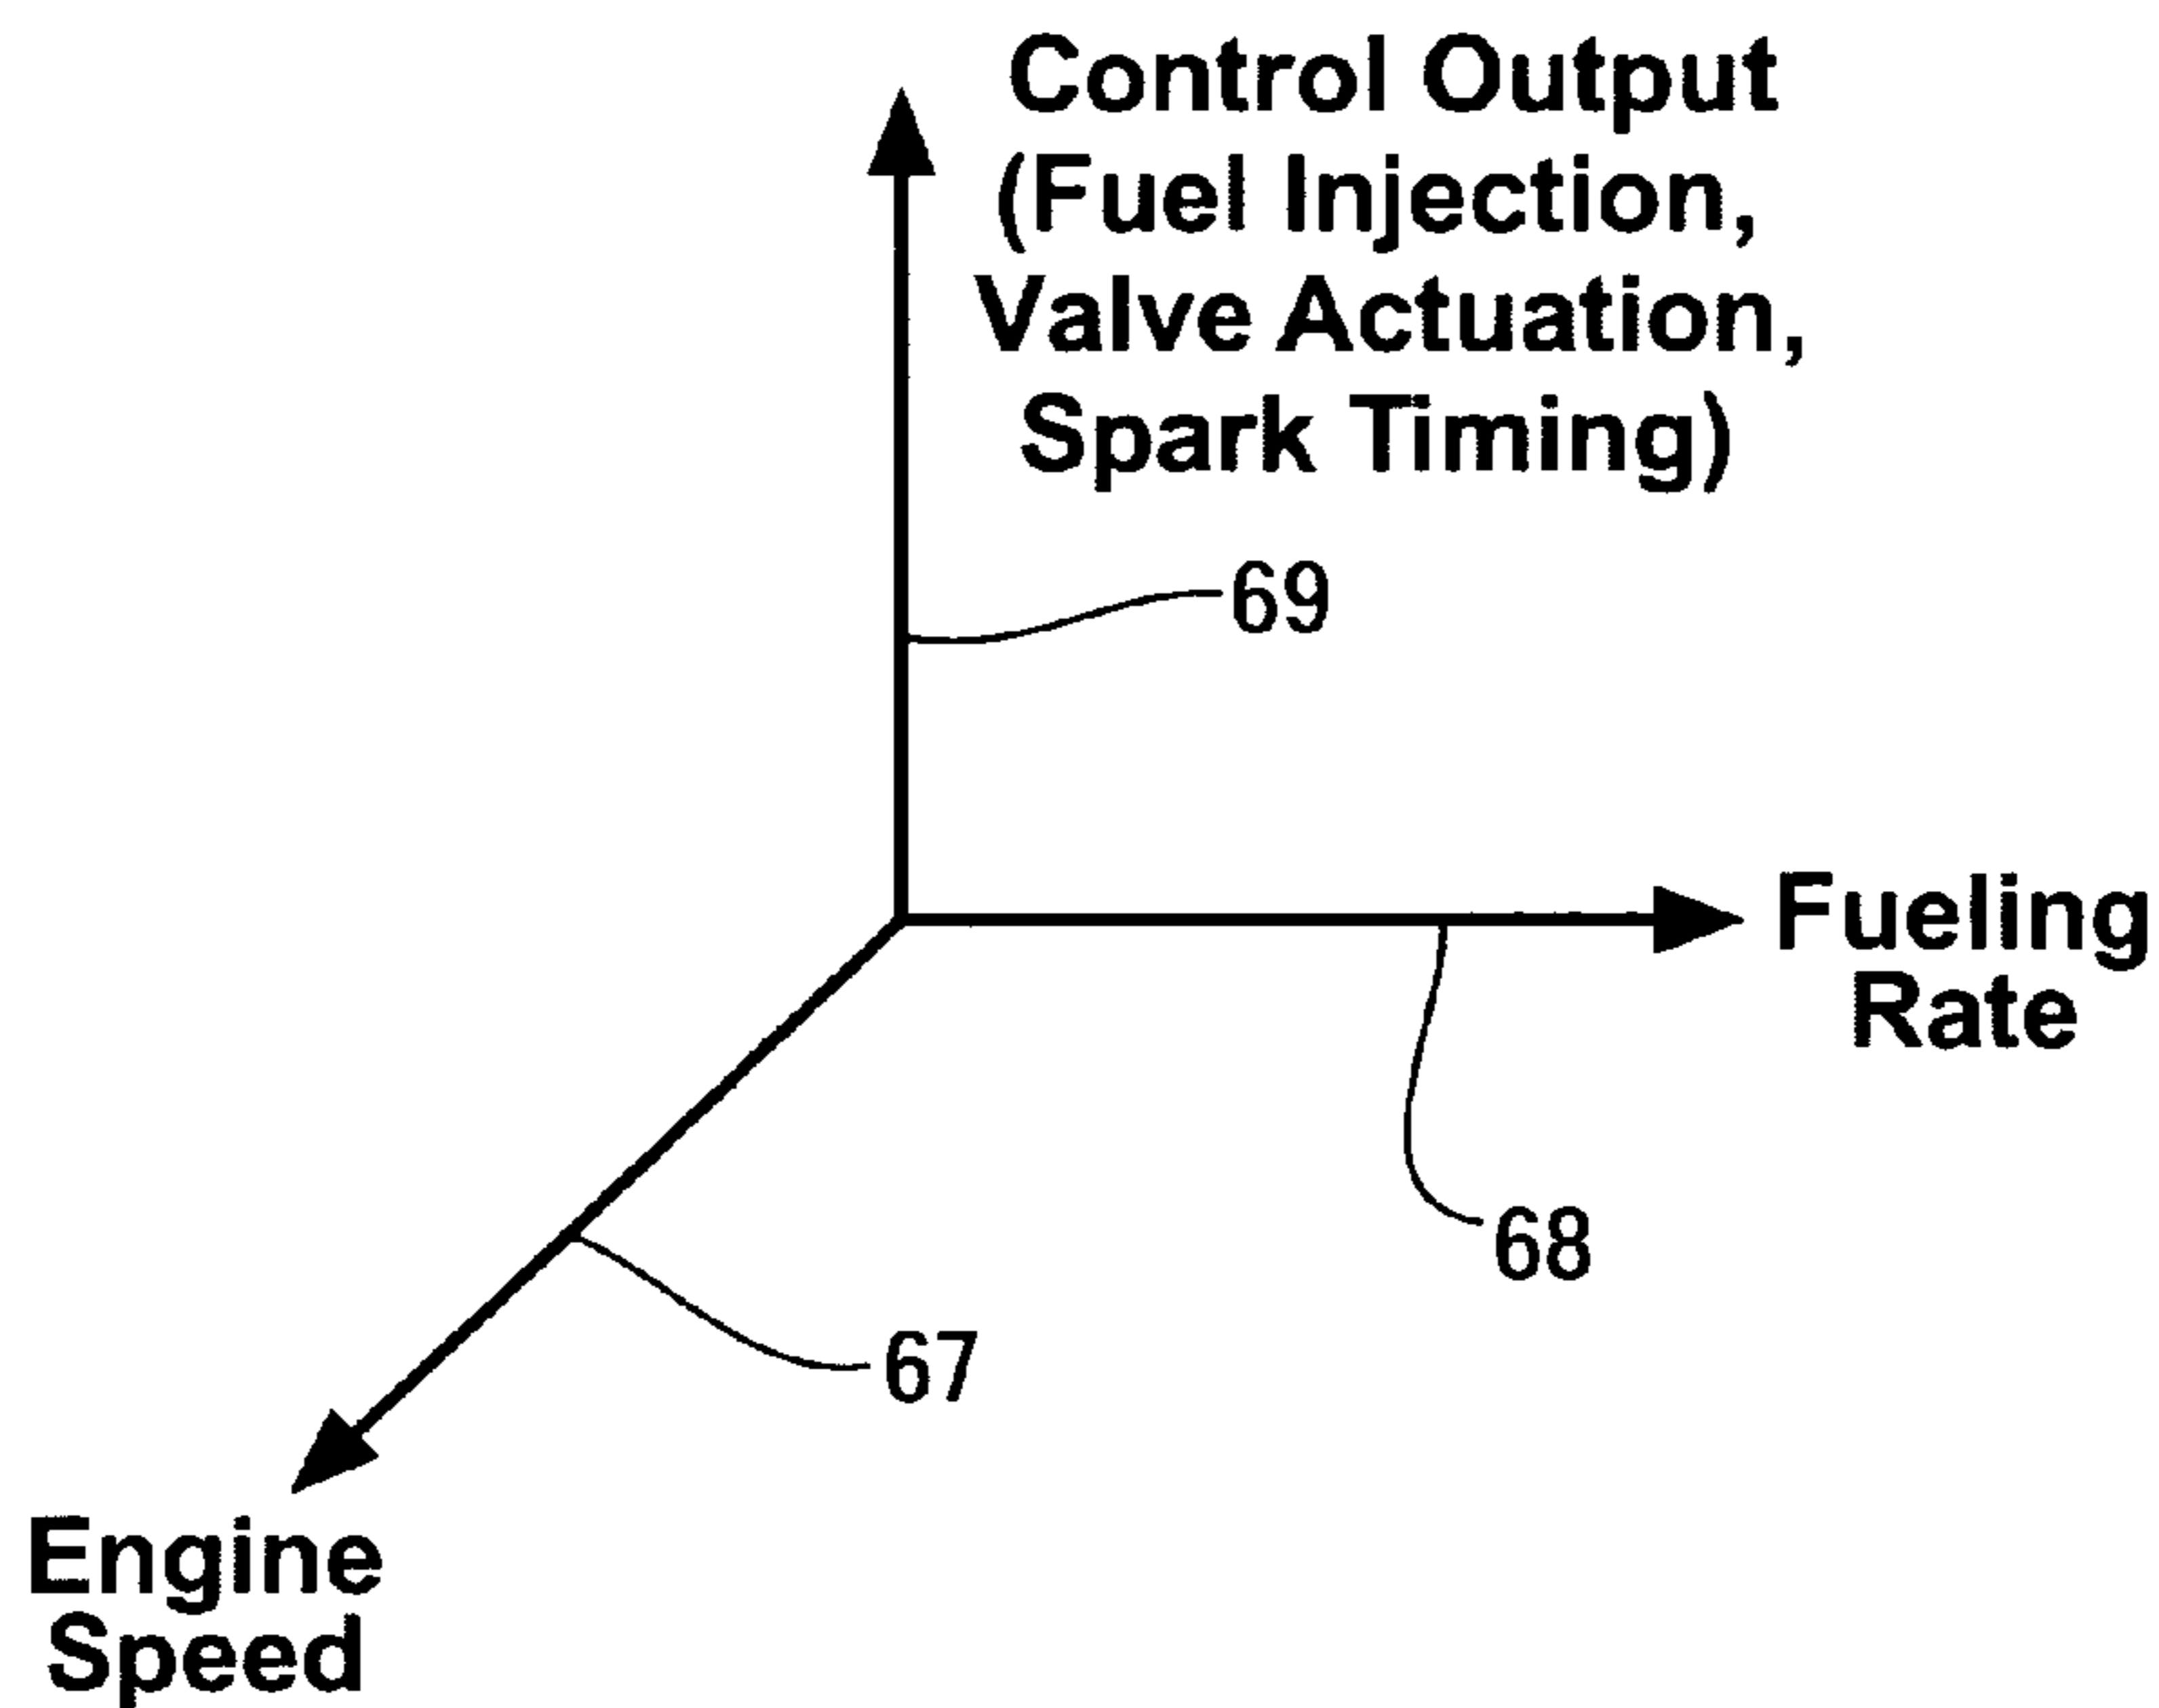 Control Output
(Fuel Injection,
Valve Actuation,
Spark Timing)
69
Fueling
Rate
68
67
Engine
Speed